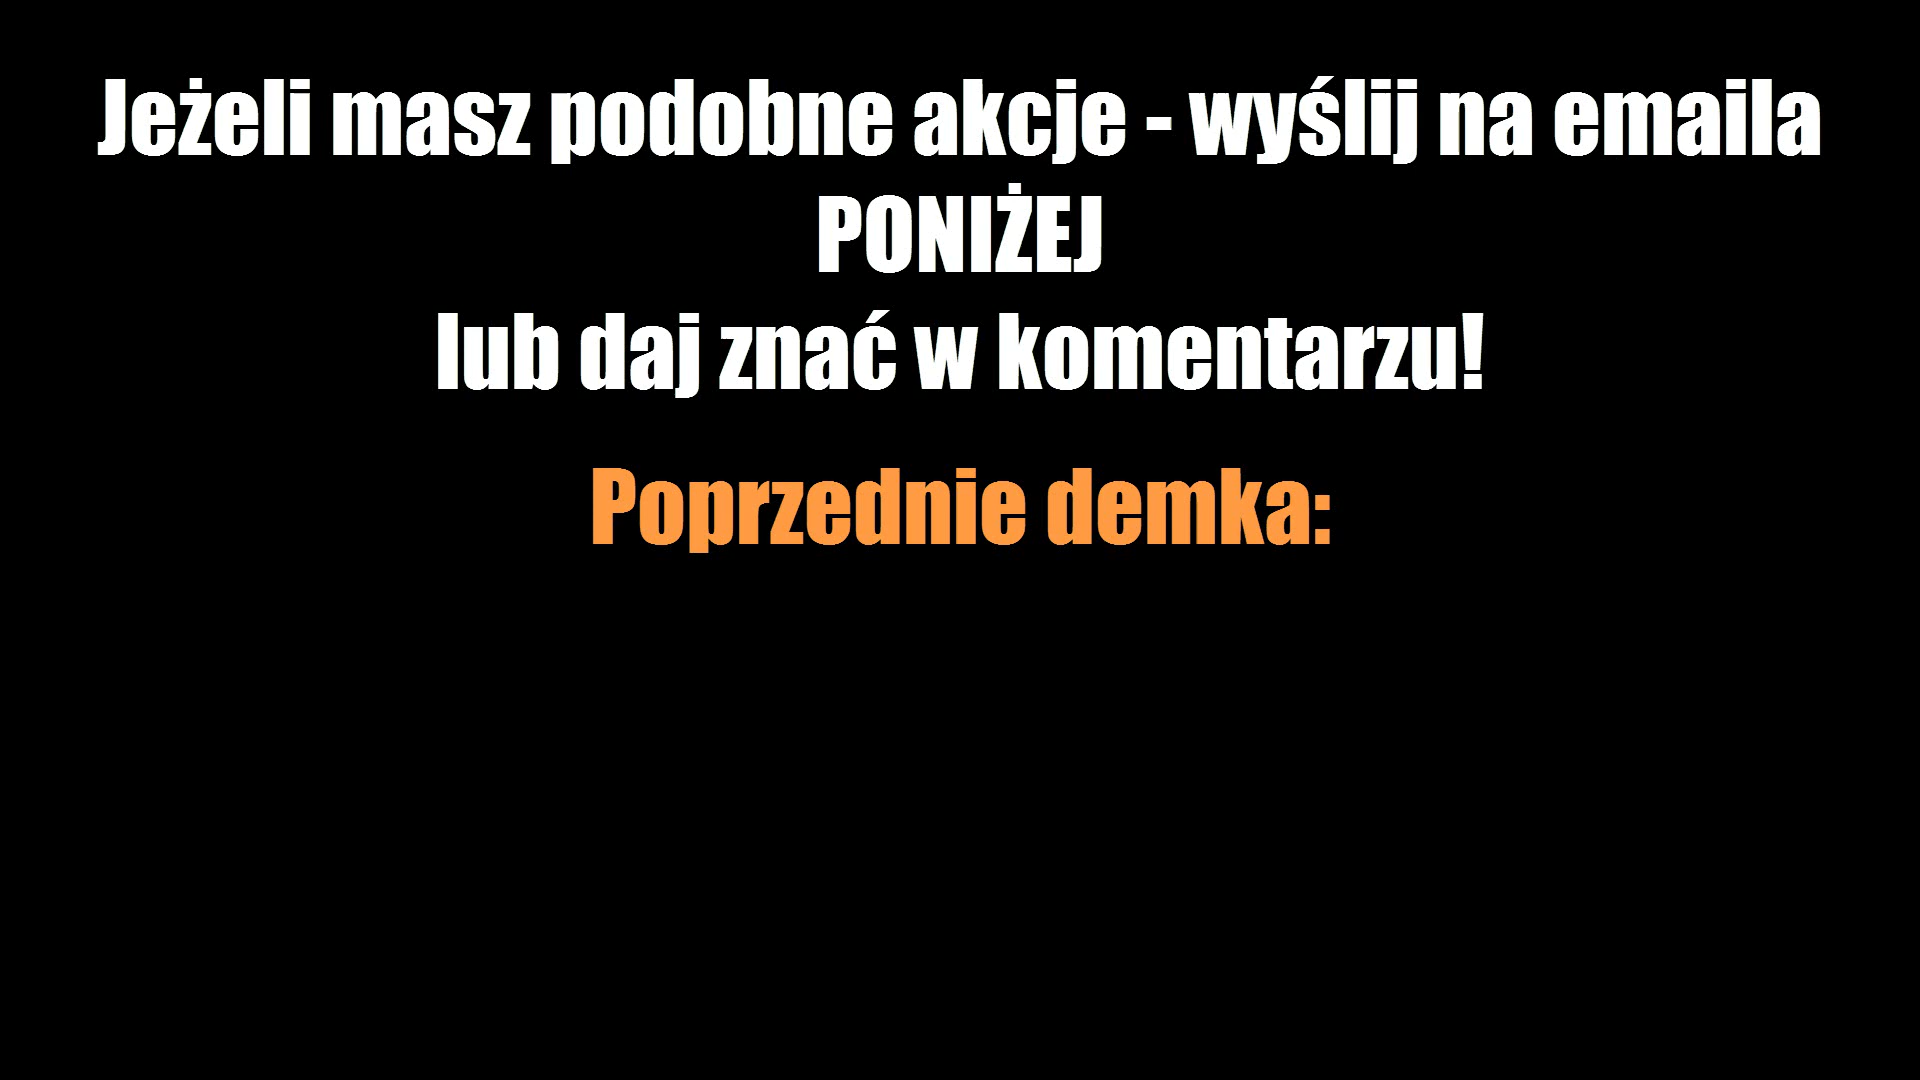 Jeżeli masz podobne akcje - wyślij na emaila
PONIŻEJ
lub daj znać w komentarzu!
Poprzednie demka: